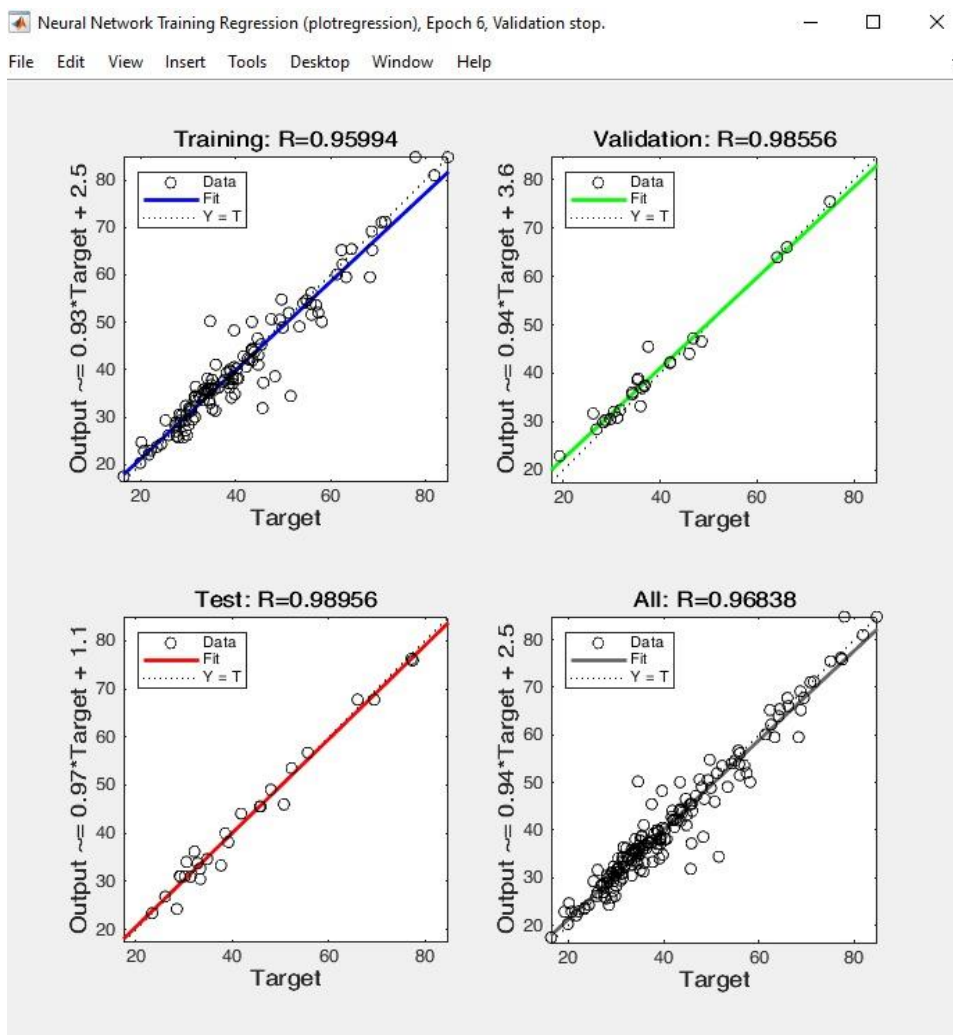 Neural Network Training Regression (plotregression), Epoch 6, Validation stop.
File Edit View Insert Tools Desktop Window Help
Training: R=0.95994
Output ~= 0.93*Target + 2.5
Data
Fit
Y = T
80
70
60
50
40
30
20
20 40 60 80
Target
Validation: R=0.98556
Output ~= 0.94*Target + 3.6
Data
Fit
Y = T
80
70
60
50
40
30
20
20 40 60 80
Target
Test: R=0.98956
Output ~= 0.97*Target + 1.1
Data
Fit
Y = T
80
70
60
50
40
30
20
20 40 60 80
Target
All: R=0.96838
Output ~= 0.94*Target + 2.5
Data
Fit
Y = T
80
70
60
50
40
30
20
20 40 60 80
Target